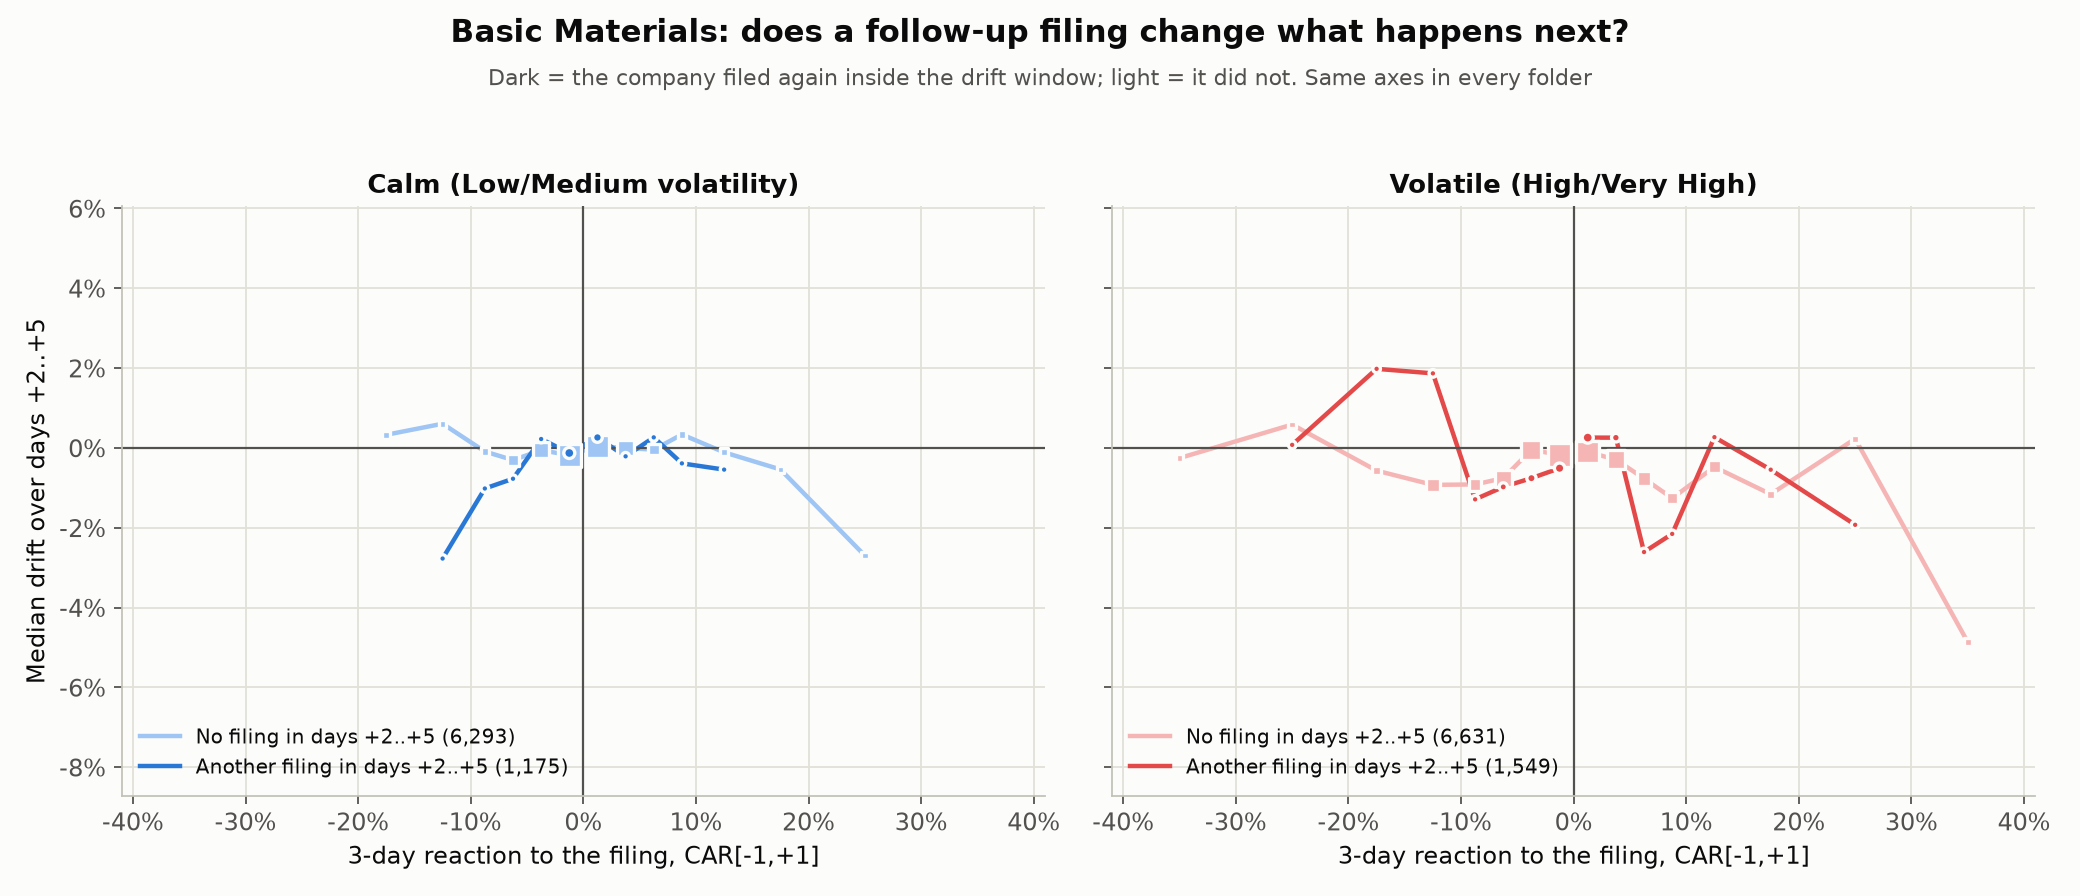 Basic Materials: does a follow-up filing change what happens next?
Dark = the company filed again inside the drift window; light = it did not. Same axes in every folder
Calm (Low/Medium volatility)
Volatile (High/Very High)
Median drift over days +2..+5
6%
4%
2%
0%
-2%
-4%
-6%
-8%
No filing in days +2..+5 (6,293)
Another filing in days +2..+5 (1,175)
No filing in days +2..+5 (6,631)
Another filing in days +2..+5 (1,549)
-40% -30% -20% -10% 0% 10% 20% 30% 40%
-40% -30% -20% -10% 0% 10% 20% 30% 40%
3-day reaction to the filing, CAR[-1,+1]
3-day reaction to the filing, CAR[-1,+1]